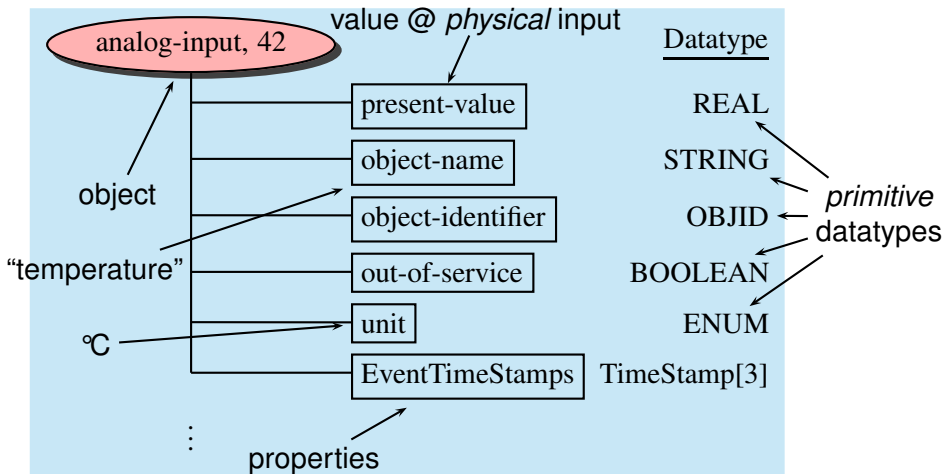 value @ physical input
analog-input, 42
Datatype
present-value REAL
object-name STRING
object
primitive
object-identifier OBJID
datatypes
"temperature"
out-of-service BOOLEAN
unit ENUM
°C
EventTimeStamps TimeStamp[3]
⋮
properties